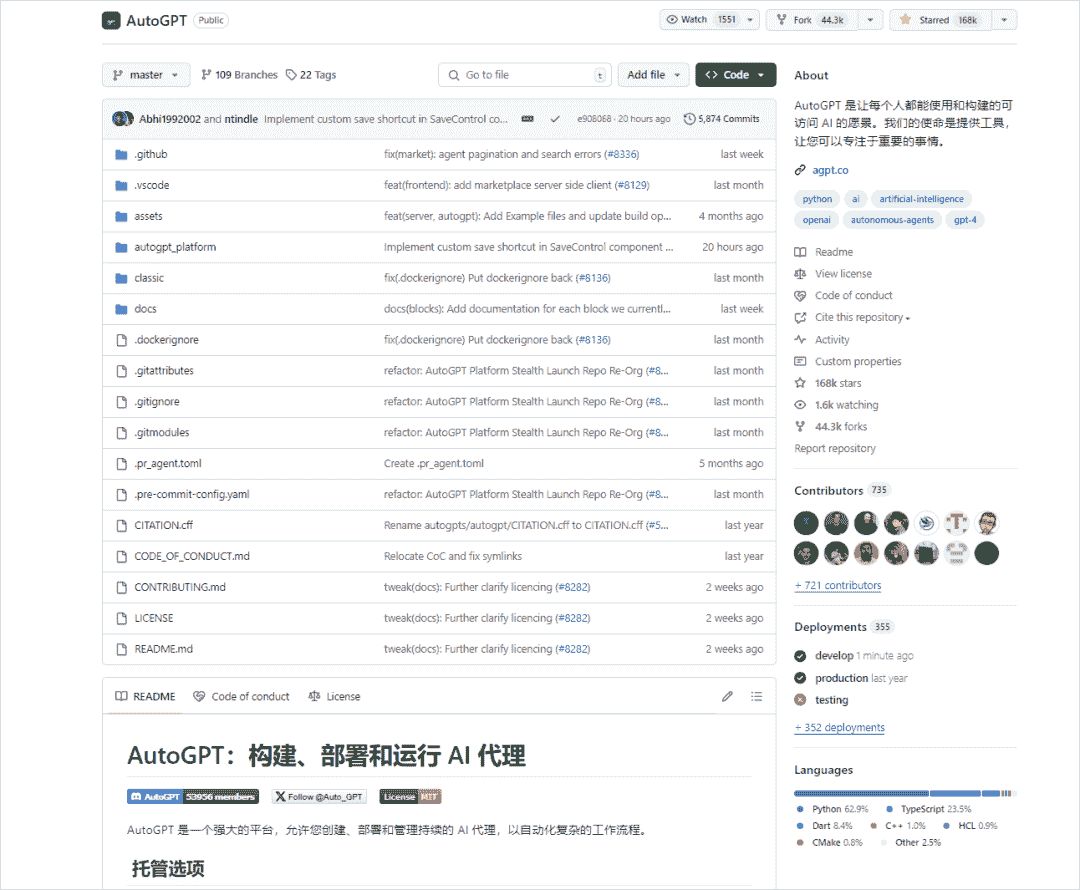 AutoGPT Public
Watch 1551 Fork 44.3k Starred 168k
master 109 Branches 22 Tags Go to file t Add file Code
Abhi1992002 and ntindle Implement custom save shortcut in SaveControl co... e908068 · 20 hours ago 5,874 Commits
.github fix(market): agent pagination and search errors (#8336) last week
.vscode feat(frontend): add marketplace server side client (#8129) last month
assets feat(server, autogpt): Add Example files and update build op... 4 months ago
autogpt_platform Implement custom save shortcut in SaveControl component ... 20 hours ago
classic fix(.dockerignore) Put dockerignore back (#8136) last month
docs docs(blocks): Add documentation for each block we currentl... last week
.dockerignore fix(.dockerignore) Put dockerignore back (#8136) last month
.gitattributes refactor: AutoGPT Platform Stealth Launch Repo Re-Org (#8... last month
.gitignore refactor: AutoGPT Platform Stealth Launch Repo Re-Org (#8... last month
.gitmodules refactor: AutoGPT Platform Stealth Launch Repo Re-Org (#8... last month
.pr_agent.toml Create .pr_agent.toml 5 months ago
.pre-commit-config.yaml refactor: AutoGPT Platform Stealth Launch Repo Re-Org (#8... last month
CITATION.cff Rename autogpts/autogpt/CITATION.cff to CITATION.cff (#5... last year
CODE_OF_CONDUCT.md Relocate CoC and fix symlinks last year
CONTRIBUTING.md tweak(docs): Further clarify licencing (#8282) 2 weeks ago
LICENSE tweak(docs): Further clarify licencing (#8282) 2 weeks ago
README.md tweak(docs): Further clarify licencing (#8282) 2 weeks ago
README Code of conduct License
AutoGPT：构建、部署和运行 AI 代理
AutoGPT 53956 members Follow @Auto_GPT License MIT
AutoGPT 是一个强大的平台，允许您创建、部署和管理持续的 AI 代理，以自动化复杂的工作流程。
托管选项
About
AutoGPT 是让每个人都能使用和构建的可
访问 AI 的愿景。我们的使命是提供工具，
让您可以专注于重要的事情。
agpt.co
python ai artificial-intelligence
openai autonomous-agents gpt-4
Readme
View license
Code of conduct
Cite this repository
Activity
Custom properties
168k stars
1.6k watching
44.3k forks
Report repository
Contributors 735
+ 721 contributors
Deployments 355
develop 1 minute ago
production last year
testing
+ 352 deployments
Languages
Python 62.9% TypeScript 23.5%
Dart 8.4% C++ 1.0% HCL 0.9%
CMake 0.8% Other 2.5%